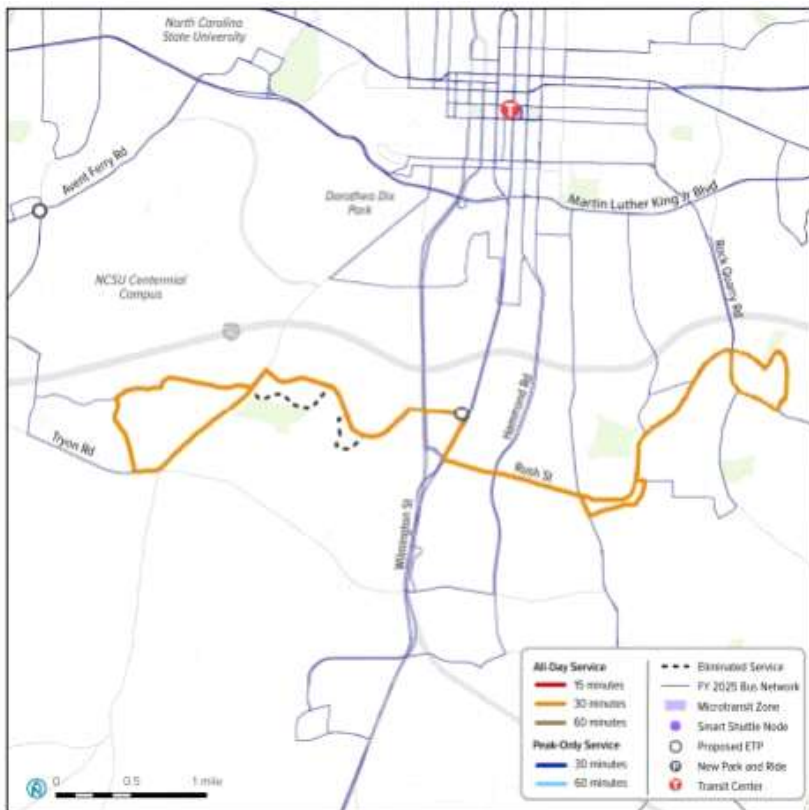 North Carolina
State University
Avent Ferry Rd
T
Dorothea Dix
Park
Martin Luther King Jr Blvd
NCSU Centennial
Campus
Rock Quarry Rd
Hammond Rd
Tryon Rd
Rush St
Wilmington St
All-Day Service
15 minutes
30 minutes
60 minutes
Peak-Only Service
30 minutes
60 minutes
Eliminated Service
FY 2025 Bus Network
Microtransit Zone
Smart Shuttle Node
Proposed ETP
P New Park and Ride
T Transit Center
N
0 0.5 1 mile